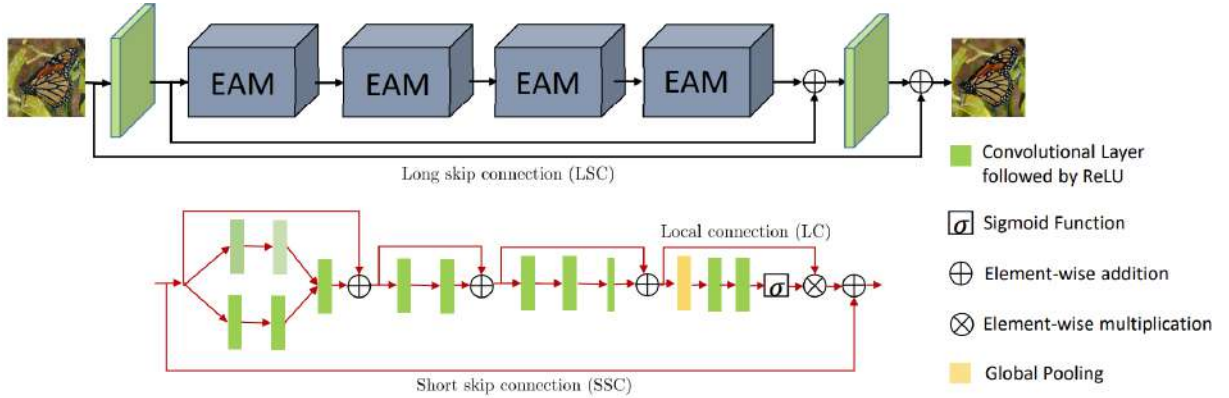 EAM
EAM
EAM
EAM
Long skip connection (LSC)
Convolutional Layer
followed by ReLU
Local connection (LC)
σ
σ Sigmoid Function
Element-wise addition
Element-wise multiplication
Short skip connection (SSC)
Global Pooling